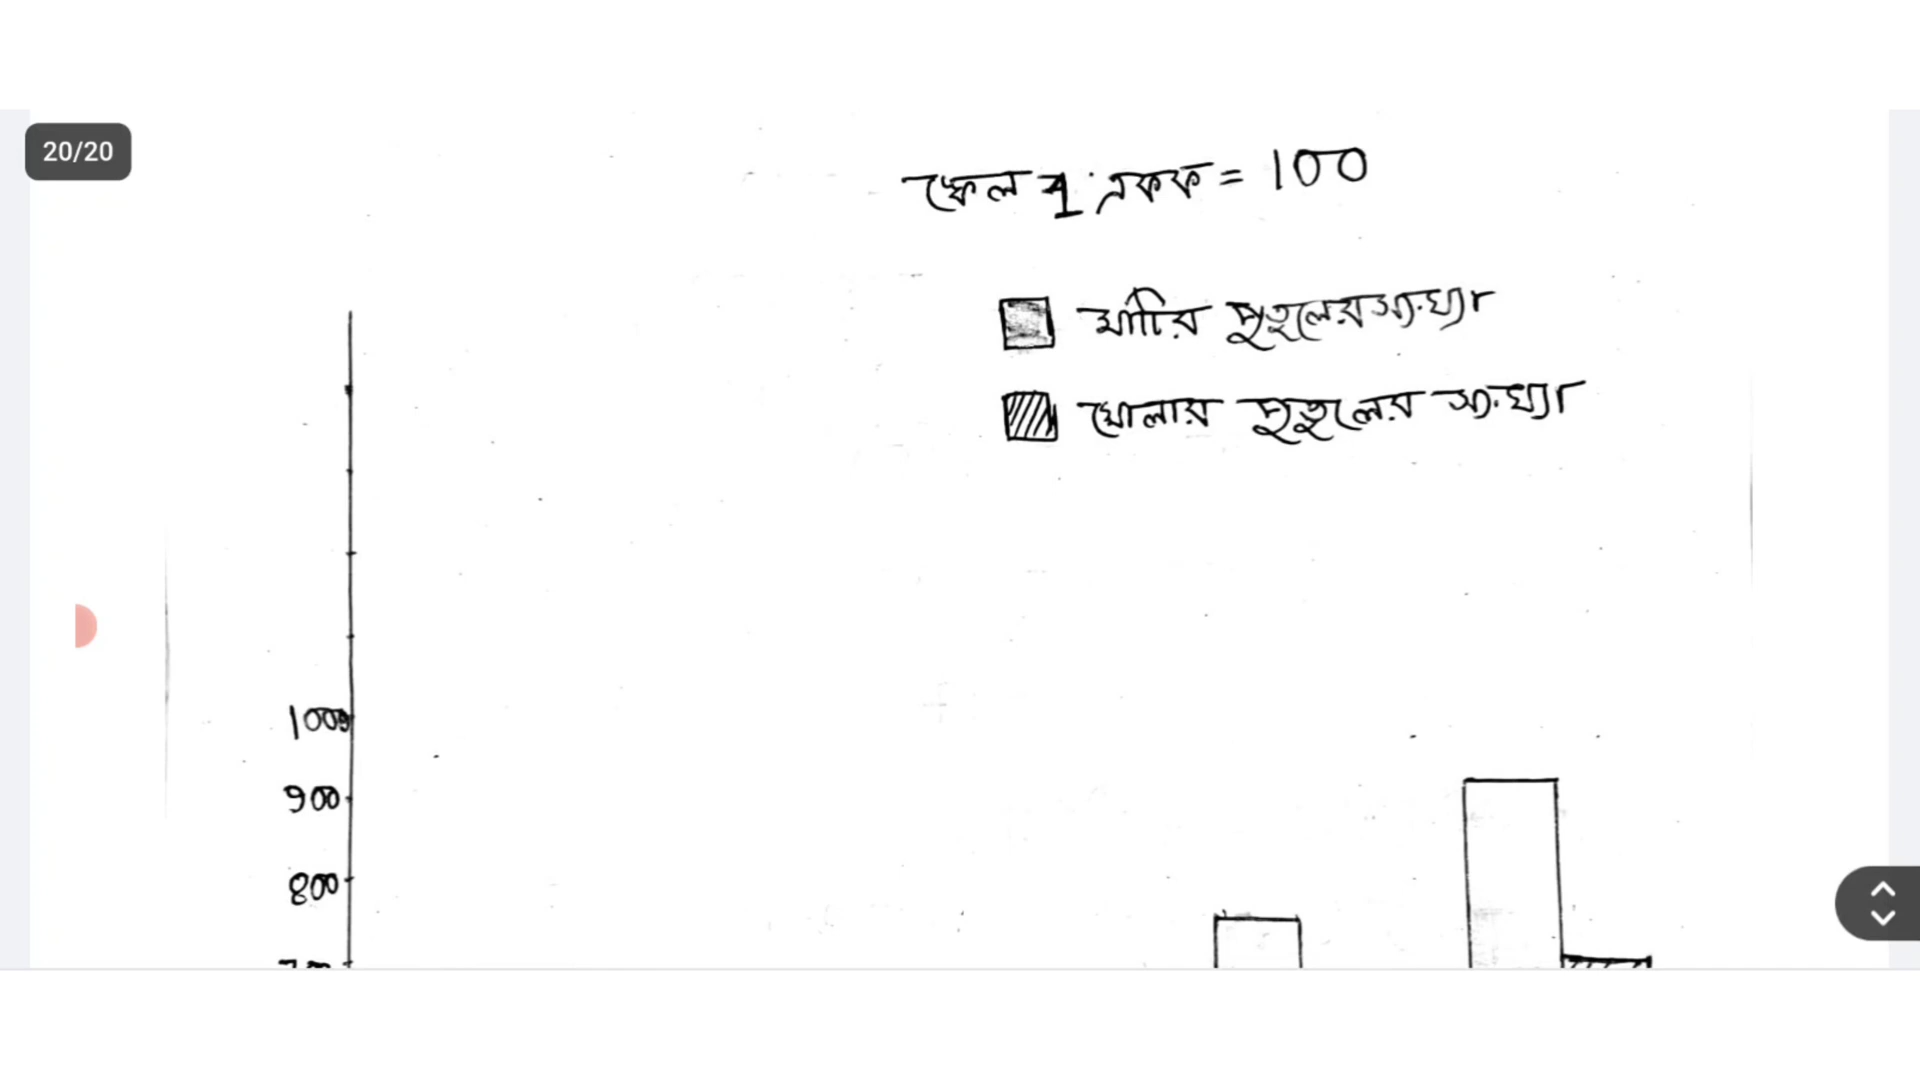 20/20
স্কেল 1 একক = 100
মাটির পুতুলের সংখ্যা
খোলার পুতুলের সংখ্যা
1000
900
800